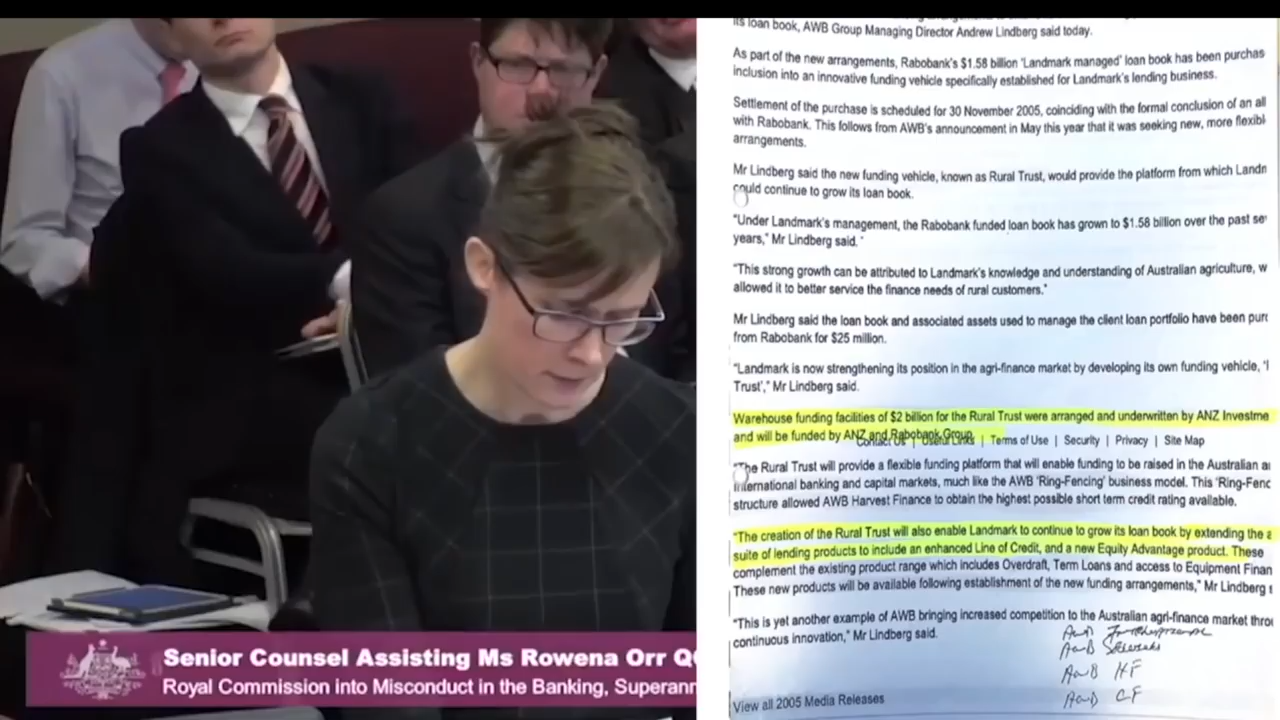 Senior Counsel Assisting Ms Rowena Orr Q
Royal Commission into Misconduct in the Banking, Superann
its loan book, AWB Group Managing Director Andrew Lindberg said today.
As part of the new arrangements, Rabobank's $1.58 billion 'Landmark managed' loan book has been purchas
inclusion into an innovative funding vehicle specifically established for Landmark's lending business.
Settlement of the purchase is scheduled for 30 November 2005, coinciding with the formal conclusion of an all
with Rabobank. This follows from AWB's announcement in May this year that it was seeking new, more flexibl
arrangements.
Mr Lindberg said the new funding vehicle, known as Rural Trust, would provide the platform from which Landm
could continue to grow its loan book.
"Under Landmark's management, the Rabobank funded loan book has grown to $1.58 billion over the past se
years," Mr Lindberg said.
"This strong growth can be attributed to Landmark's knowledge and understanding of Australian agriculture, w
allowed it to better service the finance needs of rural customers."
Mr Lindberg said the loan book and associated assets used to manage the client loan portfolio have been purc
from Rabobank for $25 million.
"Landmark is now strengthening its position in the agri-finance market by developing its own funding vehicle, '
Trust'," Mr Lindberg said.
Warehouse funding facilities of $2 billion for the Rural Trust were arranged and underwritten by ANZ Investme
and will be funded by ANZ and Rabobank Group.
Contact Us | Useful Links | Terms of Use | Security | Privacy | Site Map
"The Rural Trust will provide a flexible funding platform that will enable funding to be raised in the Australian a
international banking and capital markets, much like the AWB 'Ring-Fencing' business model. This 'Ring-Fenc
structure allowed AWB Harvest Finance to obtain the highest possible short term credit rating available.
"The creation of the Rural Trust will also enable Landmark to continue to grow its loan book by extending the a
suite of lending products to include an enhanced Line of Credit, and a new Equity Advantage product. These
complement the existing product range which includes Overdraft, Term Loans and access to Equipment Finan
These new products will be available following establishment of the new funding arrangements," Mr Lindberg s
"This is yet another example of AWB bringing increased competition to the Australian agri-finance market throu
continuous innovation," Mr Lindberg said.
AWB
AWB
AWB HF
AWB CF
View all 2005 Media Releases